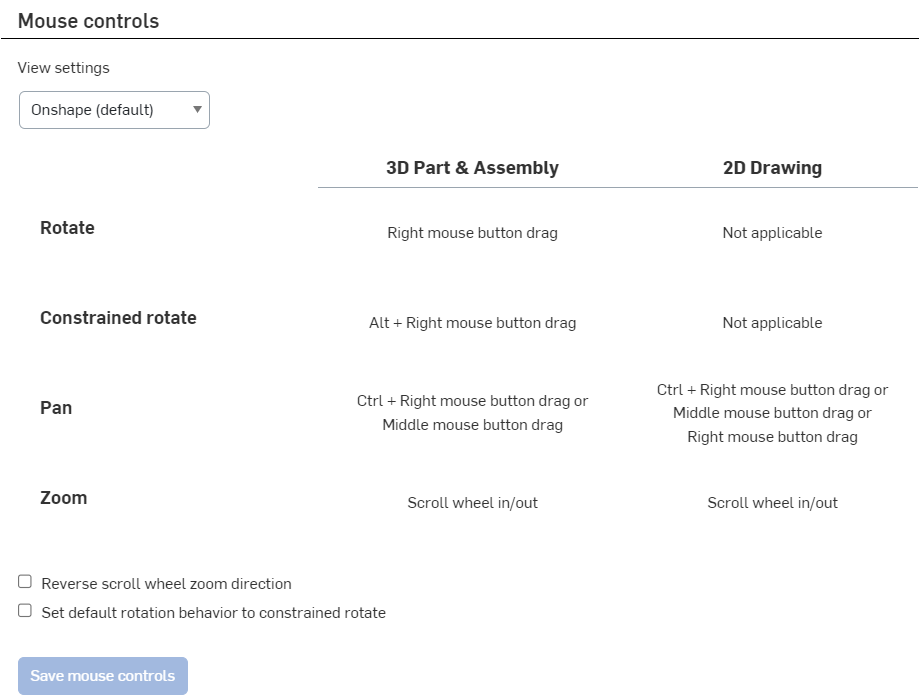 Mouse controls
View settings
Onshape (default)
3D Part & Assembly
2D Drawing
Rotate
Right mouse button drag
Not applicable
Constrained rotate
Alt + Right mouse button drag
Not applicable
Pan
Ctrl + Right mouse button drag or
Middle mouse button drag
Ctrl + Right mouse button drag or
Middle mouse button drag or
Right mouse button drag
Zoom
Scroll wheel in/out
Scroll wheel in/out
Reverse scroll wheel zoom direction
Set default rotation behavior to constrained rotate
Save mouse controls